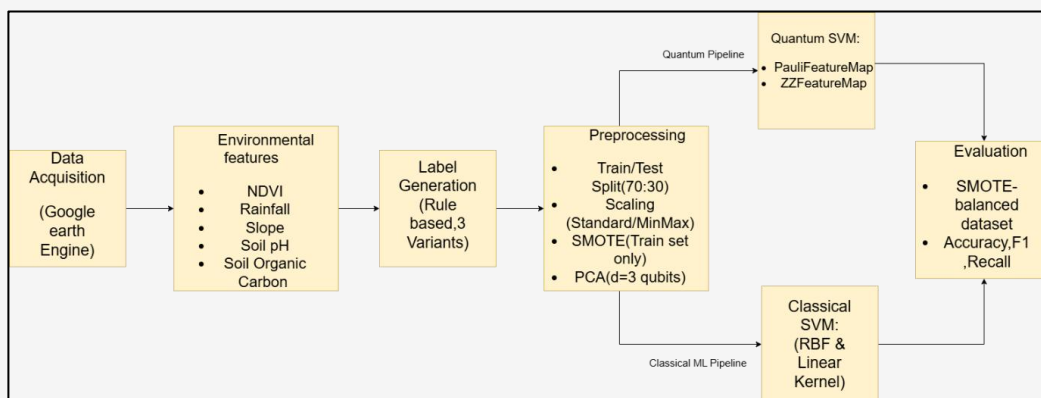 Data
Acquisition
(Google
earth
Engine)
Environmental
features
NDVI
Rainfall
Slope
Soil pH
Soil Organic
Carbon
Label
Generation
(Rule
based,3
Variants)
Preprocessing
Train/Test
Split(70:30)
Scaling
(Standard/MinMax)
SMOTE(Train set
only)
PCA(d=3 qubits)
Quantum Pipeline
Quantum SVM:
PauliFeatureMap
ZZFeatureMap
Classical ML Pipeline
Classical
SVM:
(RBF &
Linear
Kernel)
Evaluation
SMOTE-
balanced
dataset
Accuracy,F1
,Recall